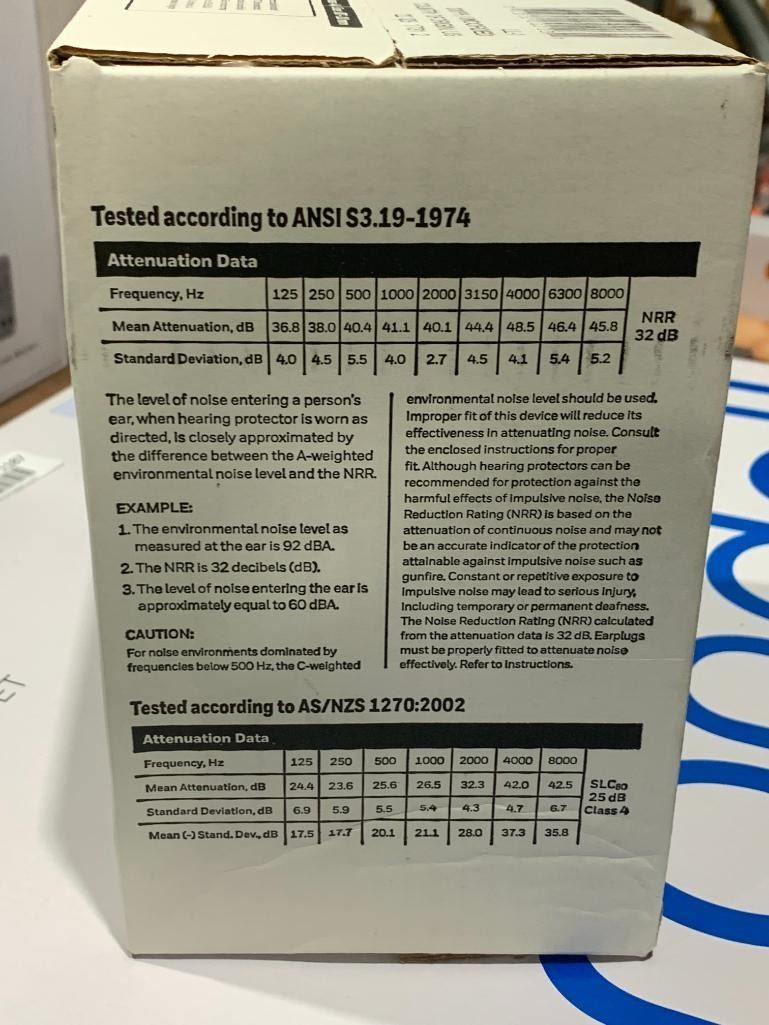 Tested according to ANSI S3.19-1974
Attenuation Data
Frequency, Hz 125 250 500 1000 2000 3150 4000 6300 8000
Mean Attenuation, dB 36.8 38.0 40.4 41.1 40.1 44.4 48.5 46.4 45.8
Standard Deviation, dB 4.0 4.5 5.5 4.0 2.7 4.5 4.1 5.4 5.2
NRR
32 dB
The level of noise entering a person's
ear, when hearing protector is worn as
directed, is closely approximated by
the difference between the A-weighted
environmental noise level and the NRR.
EXAMPLE:
1. The environmental noise level as
measured at the ear is 92 dBA.
2. The NRR is 32 decibels (dB).
3. The level of noise entering the ear is
approximately equal to 60 dBA.
CAUTION:
For noise environments dominated by
frequencies below 500 Hz, the C-weighted
environmental noise level should be used.
Improper fit of this device will reduce its
effectiveness in attenuating noise. Consult
the enclosed instructions for proper
fit. Although hearing protectors can be
recommended for protection against the
harmful effects of impulsive noise, the Noise
Reduction Rating (NRR) is based on the
attenuation of continuous noise and may not
be an accurate indicator of the protection
attainable against impulsive noise such as
gunfire. Constant or repetitive exposure to
impulsive noise may lead to serious injury,
including temporary or permanent deafness.
The Noise Reduction Rating (NRR) calculated
from the attenuation data is 32 dB. Earplugs
must be properly fitted to attenuate noise
effectively. Refer to Instructions.
Tested according to AS/NZS 1270:2002
Attenuation Data
Frequency, Hz 125 250 500 1000 2000 4000 8000
Mean Attenuation, dB 24.4 23.6 25.6 26.5 32.3 42.0 42.5
Standard Deviation, dB 6.9 5.9 5.5 5.4 4.3 4.7 6.7
Mean (-) Stand. Dev., dB 17.5 17.7 20.1 21.1 28.0 37.3 35.8
SLC80
25 dB
Class 4